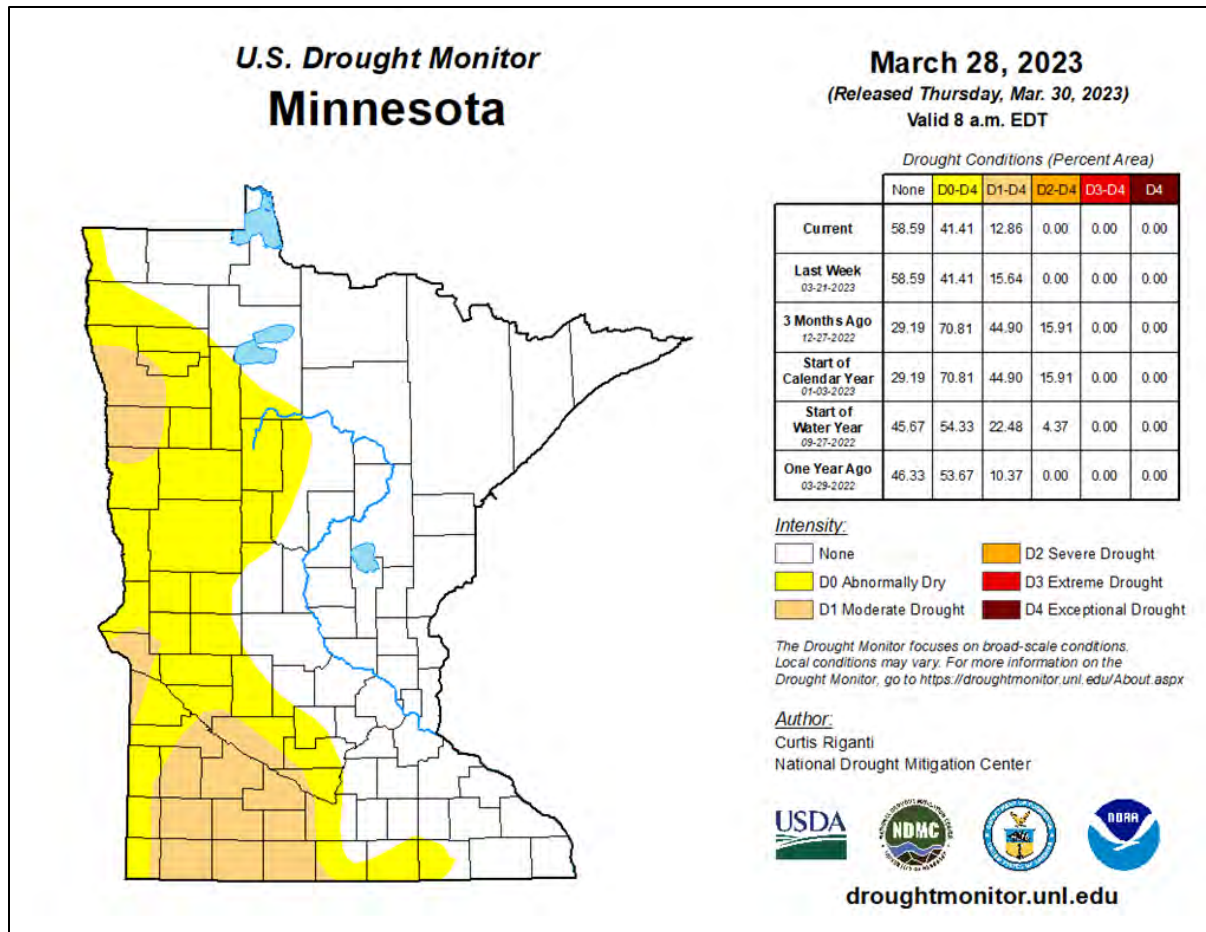 U.S. Drought Monitor
Minnesota
March 28, 2023
(Released Thursday, Mar. 30, 2023)
Valid 8 a.m. EDT
Drought Conditions (Percent Area)
None D0-D4 D1-D4 D2-D4 D3-D4 D4
Current 58.59 41.41 12.86 0.00 0.00 0.00
Last Week
03-21-2023 58.59 41.41 15.64 0.00 0.00 0.00
3 Months Ago
12-27-2022 29.19 70.81 44.90 15.91 0.00 0.00
Start of
Calendar Year
01-03-2023 29.19 70.81 44.90 15.91 0.00 0.00
Start of
Water Year
09-27-2022 45.67 54.33 22.48 4.37 0.00 0.00
One Year Ago
03-29-2022 46.33 53.67 10.37 0.00 0.00 0.00
Intensity:
None
D0 Abnormally Dry
D1 Moderate Drought
D2 Severe Drought
D3 Extreme Drought
D4 Exceptional Drought
The Drought Monitor focuses on broad-scale conditions.
Local conditions may vary. For more information on the
Drought Monitor, go to https://droughtmonitor.unl.edu/About.aspx
Author:
Curtis Riganti
National Drought Mitigation Center
USDA
NDMC
NOAA
droughtmonitor.unl.edu